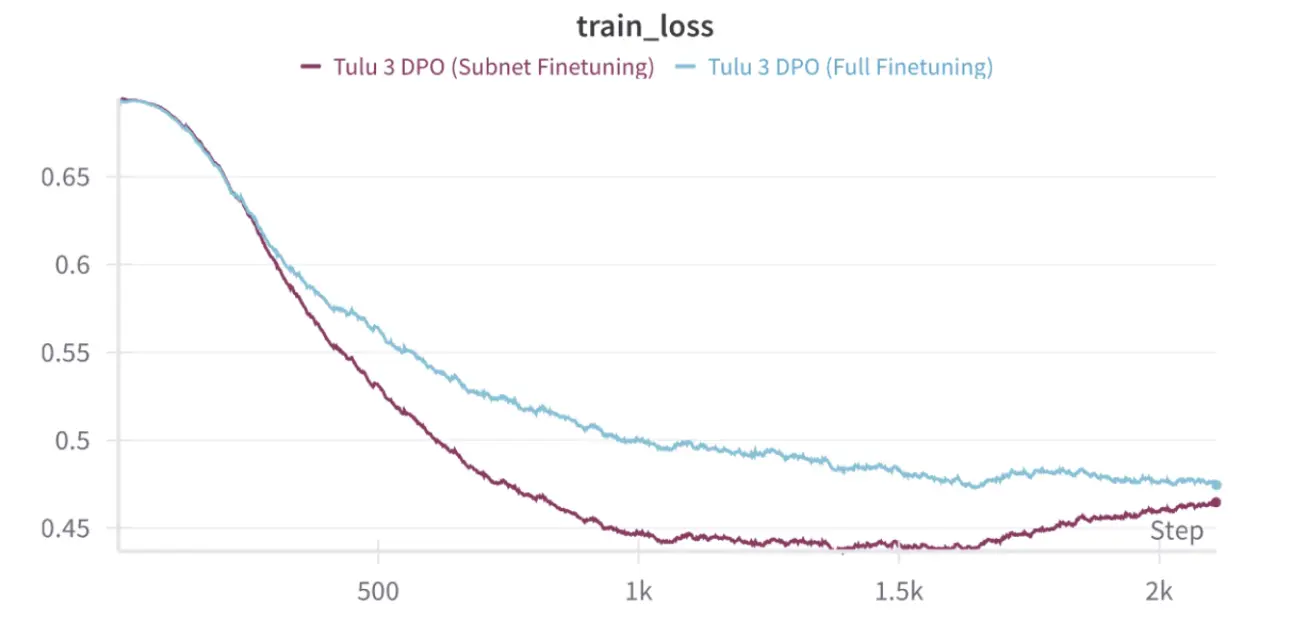 train_loss
Tulu 3 DPO (Subnet Finetuning) Tulu 3 DPO (Full Finetuning)
0.65
0.6
0.55
0.5
0.45
Step
500 1k 1.5k 2k